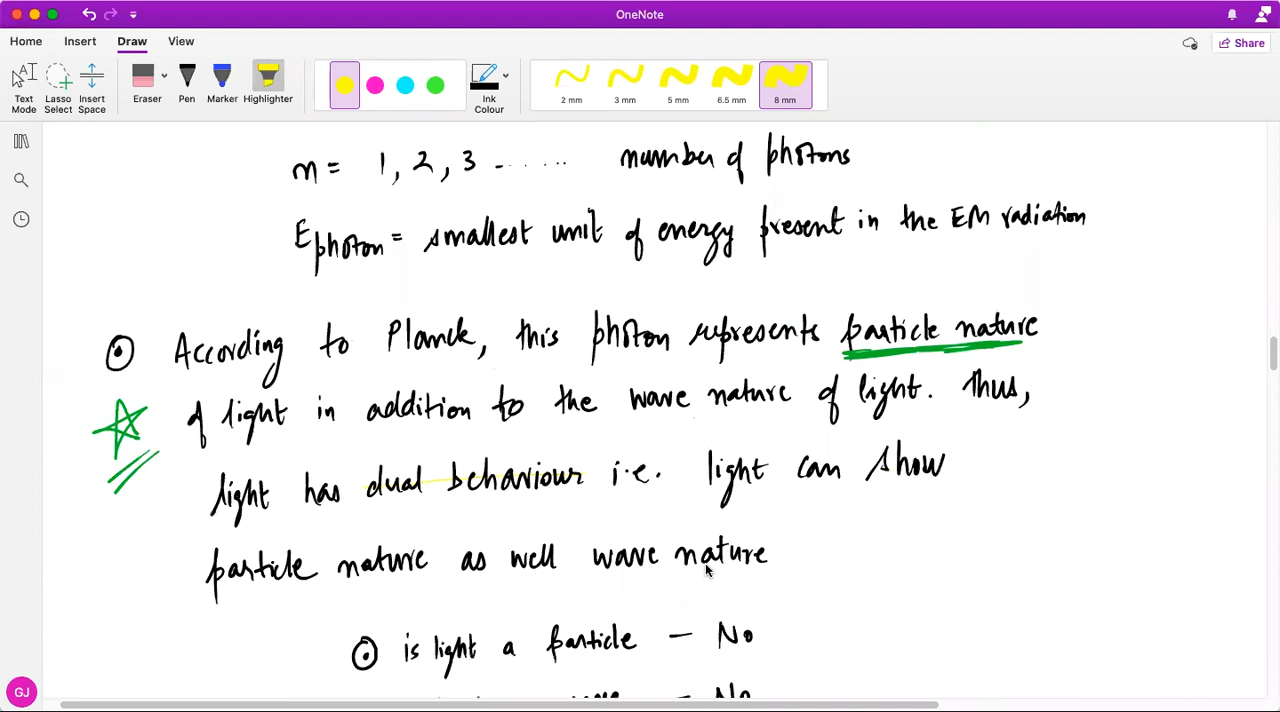 OneNote
Home Insert Draw View
Share
Text Mode
Lasso Select
Insert Space
Eraser
Pen
Marker
Highlighter
Ink Colour
2 mm
3 mm
5 mm
6.5 mm
8 mm
n = 1, 2, 3 - ..... number of photons
Ephoton = smallest unit of energy present in the EM radiation
According to Planck, this photon represents particle nature
of light in addition to the wave nature of light. Thus,
light has dual behaviour i.e. light can show
particle nature as well wave nature
is light a particle - No
- No
GJ